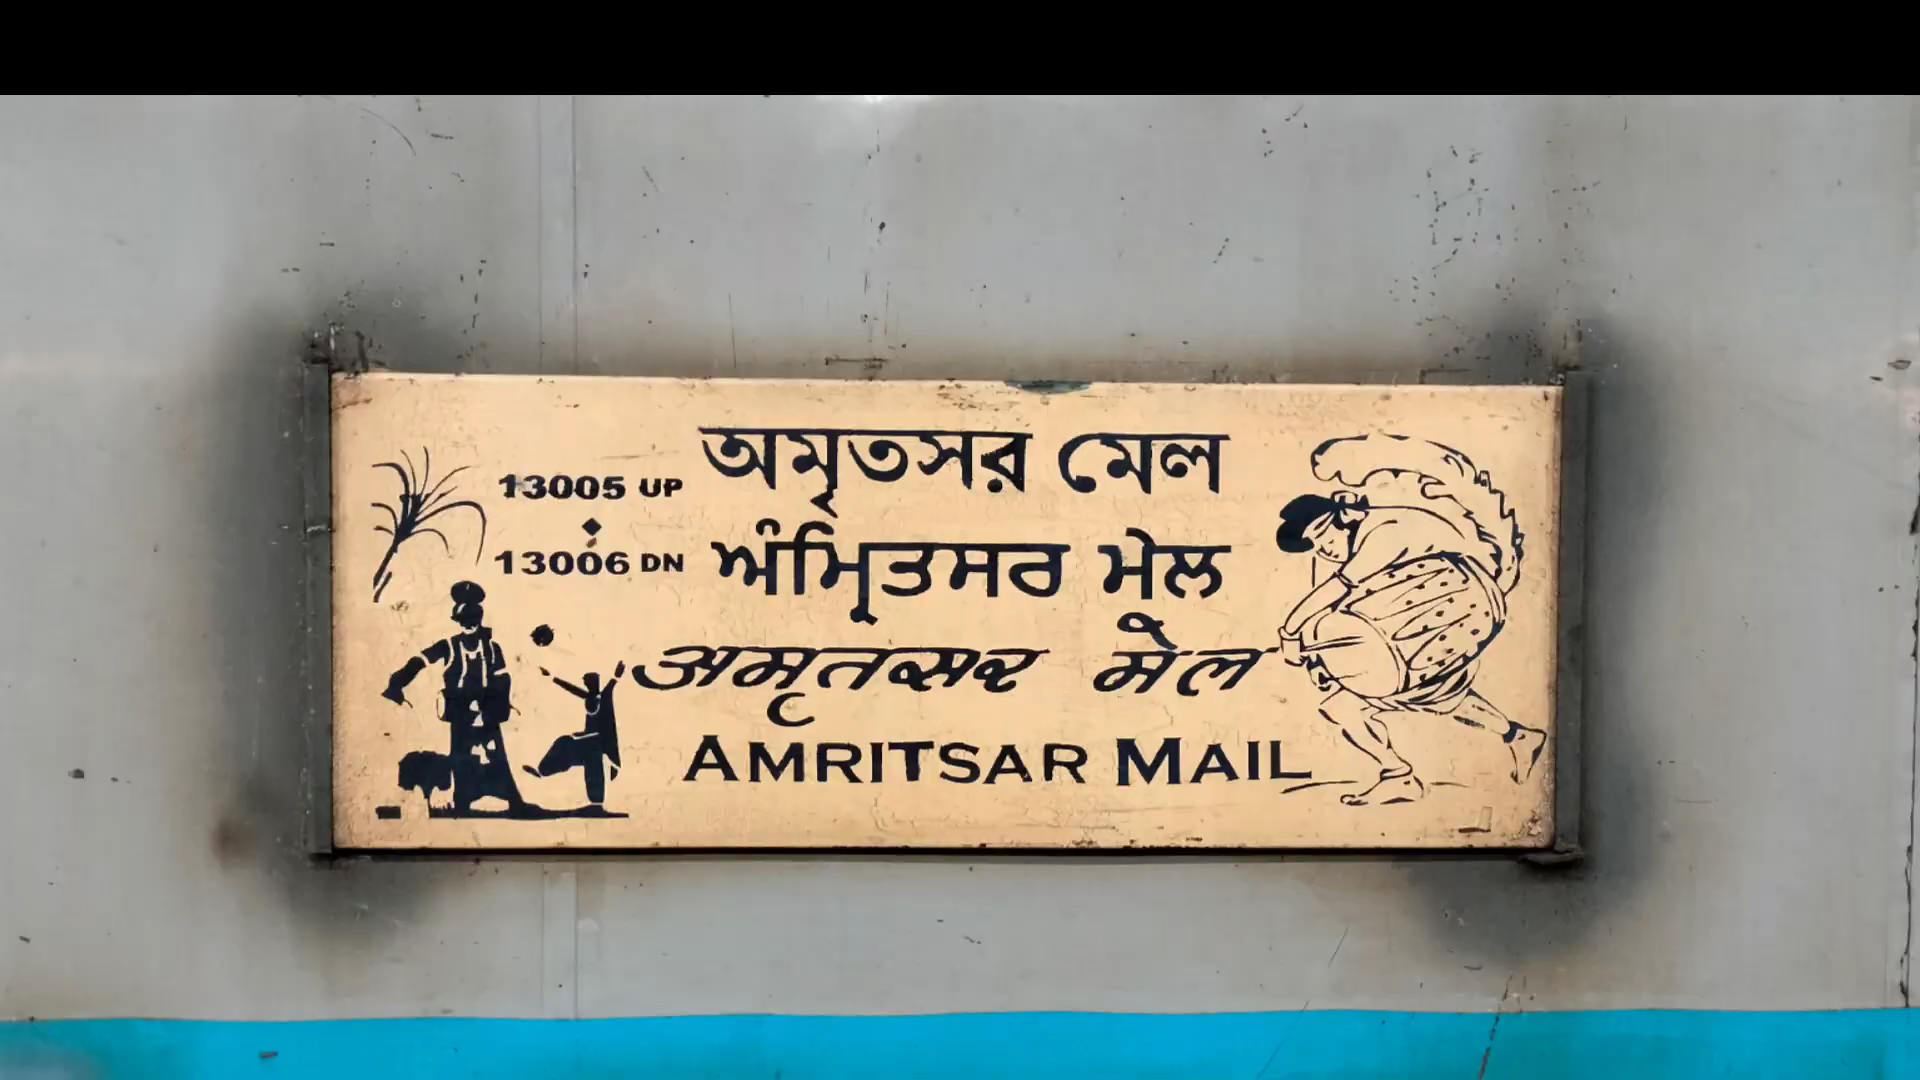 13005 UP
13006 DN
অমৃতসর মেল
ਅੰਮ੍ਰਿਤਸਰ ਮੇਲ
अमृतसर मेल
AMRITSAR MAIL